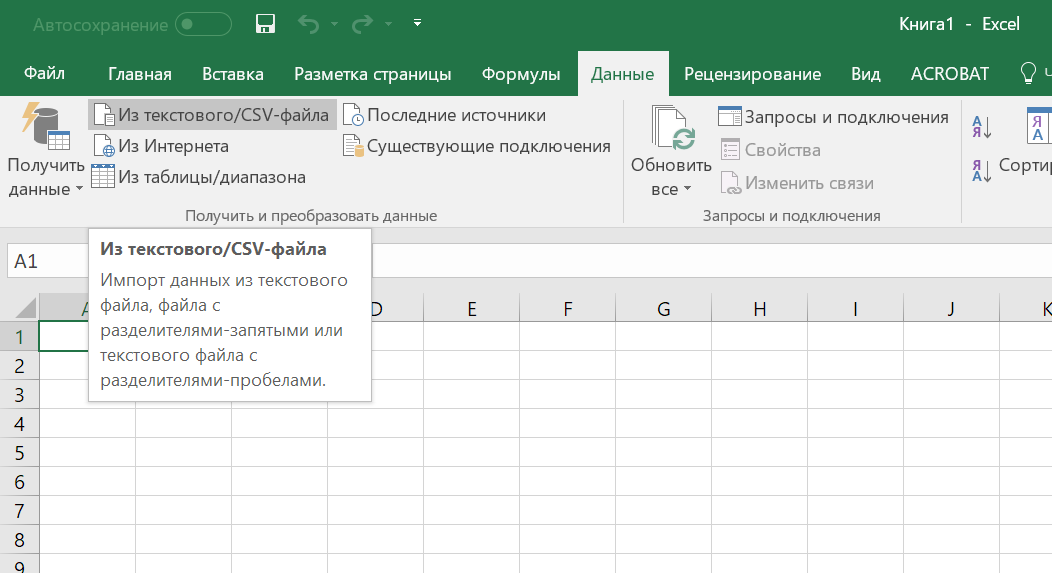 Автосохранение
Книга1 - Excel
Файл Главная Вставка Разметка страницы Формулы Данные Рецензирование Вид ACROBAT
Получить данные
Из текстового/CSV-файла
Из Интернета
Из таблицы/диапазона
Последние источники
Существующие подключения
Получить и преобразовать данные
Обновить все
Запросы и подключения
Свойства
Изменить связи
Запросы и подключения
А
Я
Я
А
Я
А
A1
Из текстового/CSV-файла
Импорт данных из текстового
файла, файла с
разделителями-запятыми или
текстового файла с
разделителями-пробелами.
D E F G H I J K
1
2
3
4
5
6
7
8
9